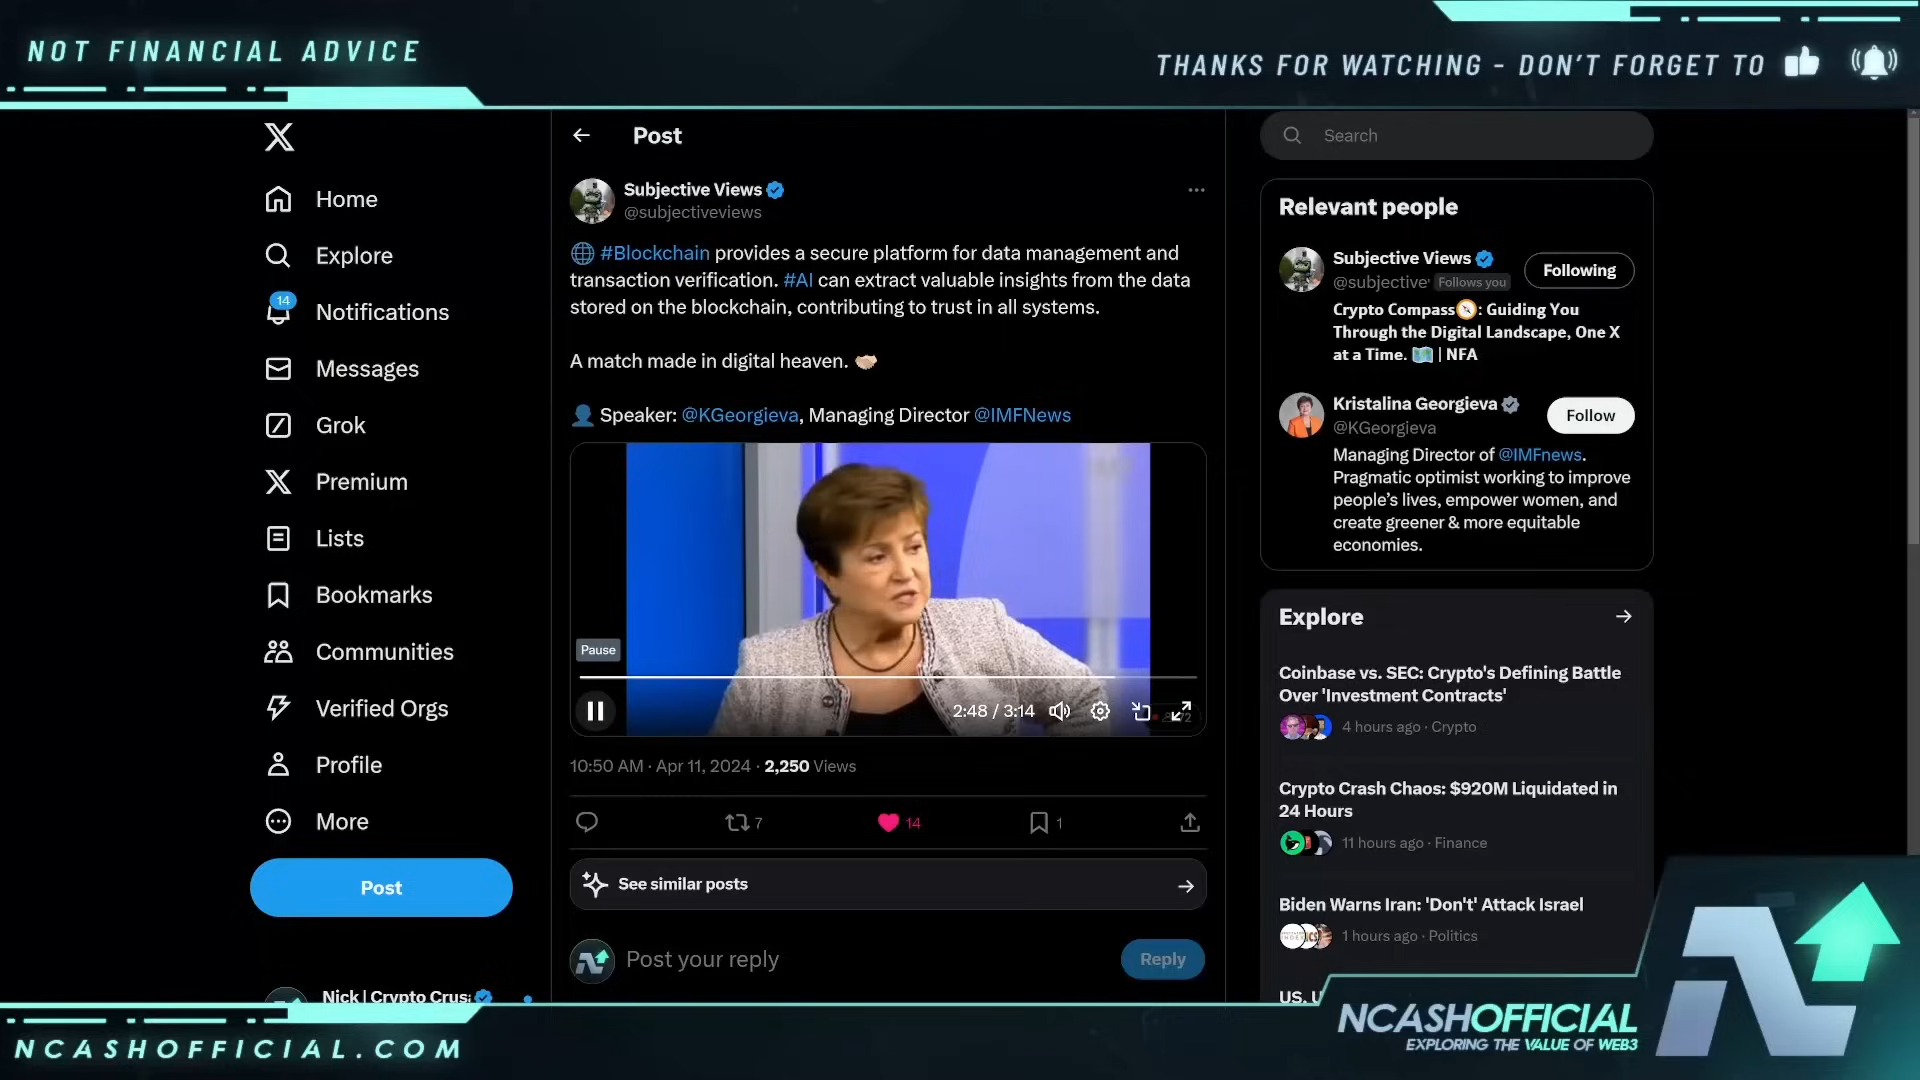 NOT FINANCIAL ADVICE
THANKS FOR WATCHING - DON'T FORGET TO
Home
Explore
14
Notifications
Messages
Grok
Premium
Lists
Bookmarks
Communities
Verified Orgs
Profile
More
Post
Nick | Crypto Crus
Post
Subjective Views
@subjectiveviews
#Blockchain provides a secure platform for data management and
transaction verification. #AI can extract valuable insights from the data
stored on the blockchain, contributing to trust in all systems.
A match made in digital heaven.
Speaker: @KGeorgieva, Managing Director @IMFNews
Pause
2:48 / 3:14
10:50 AM · Apr 11, 2024 · 2,250 Views
7
14
1
See similar posts
Post your reply
Reply
Search
Relevant people
Subjective Views
Following
@subjective
Follows you
Crypto Compass: Guiding You
Through the Digital Landscape, One X
at a Time. | NFA
Kristalina Georgieva
Follow
@KGeorgieva
Managing Director of @IMFnews.
Pragmatic optimist working to improve
people's lives, empower women, and
create greener & more equitable
economies.
Explore
Coinbase vs. SEC: Crypto's Defining Battle
Over 'Investment Contracts'
4 hours ago · Crypto
Crypto Crash Chaos: $920M Liquidated in
24 Hours
11 hours ago · Finance
Biden Warns Iran: 'Don't' Attack Israel
1 hours ago · Politics
US, U
NCASHOFFICIAL.COM
NCASHOFFICIAL
EXPLORING THE VALUE OF WEB3